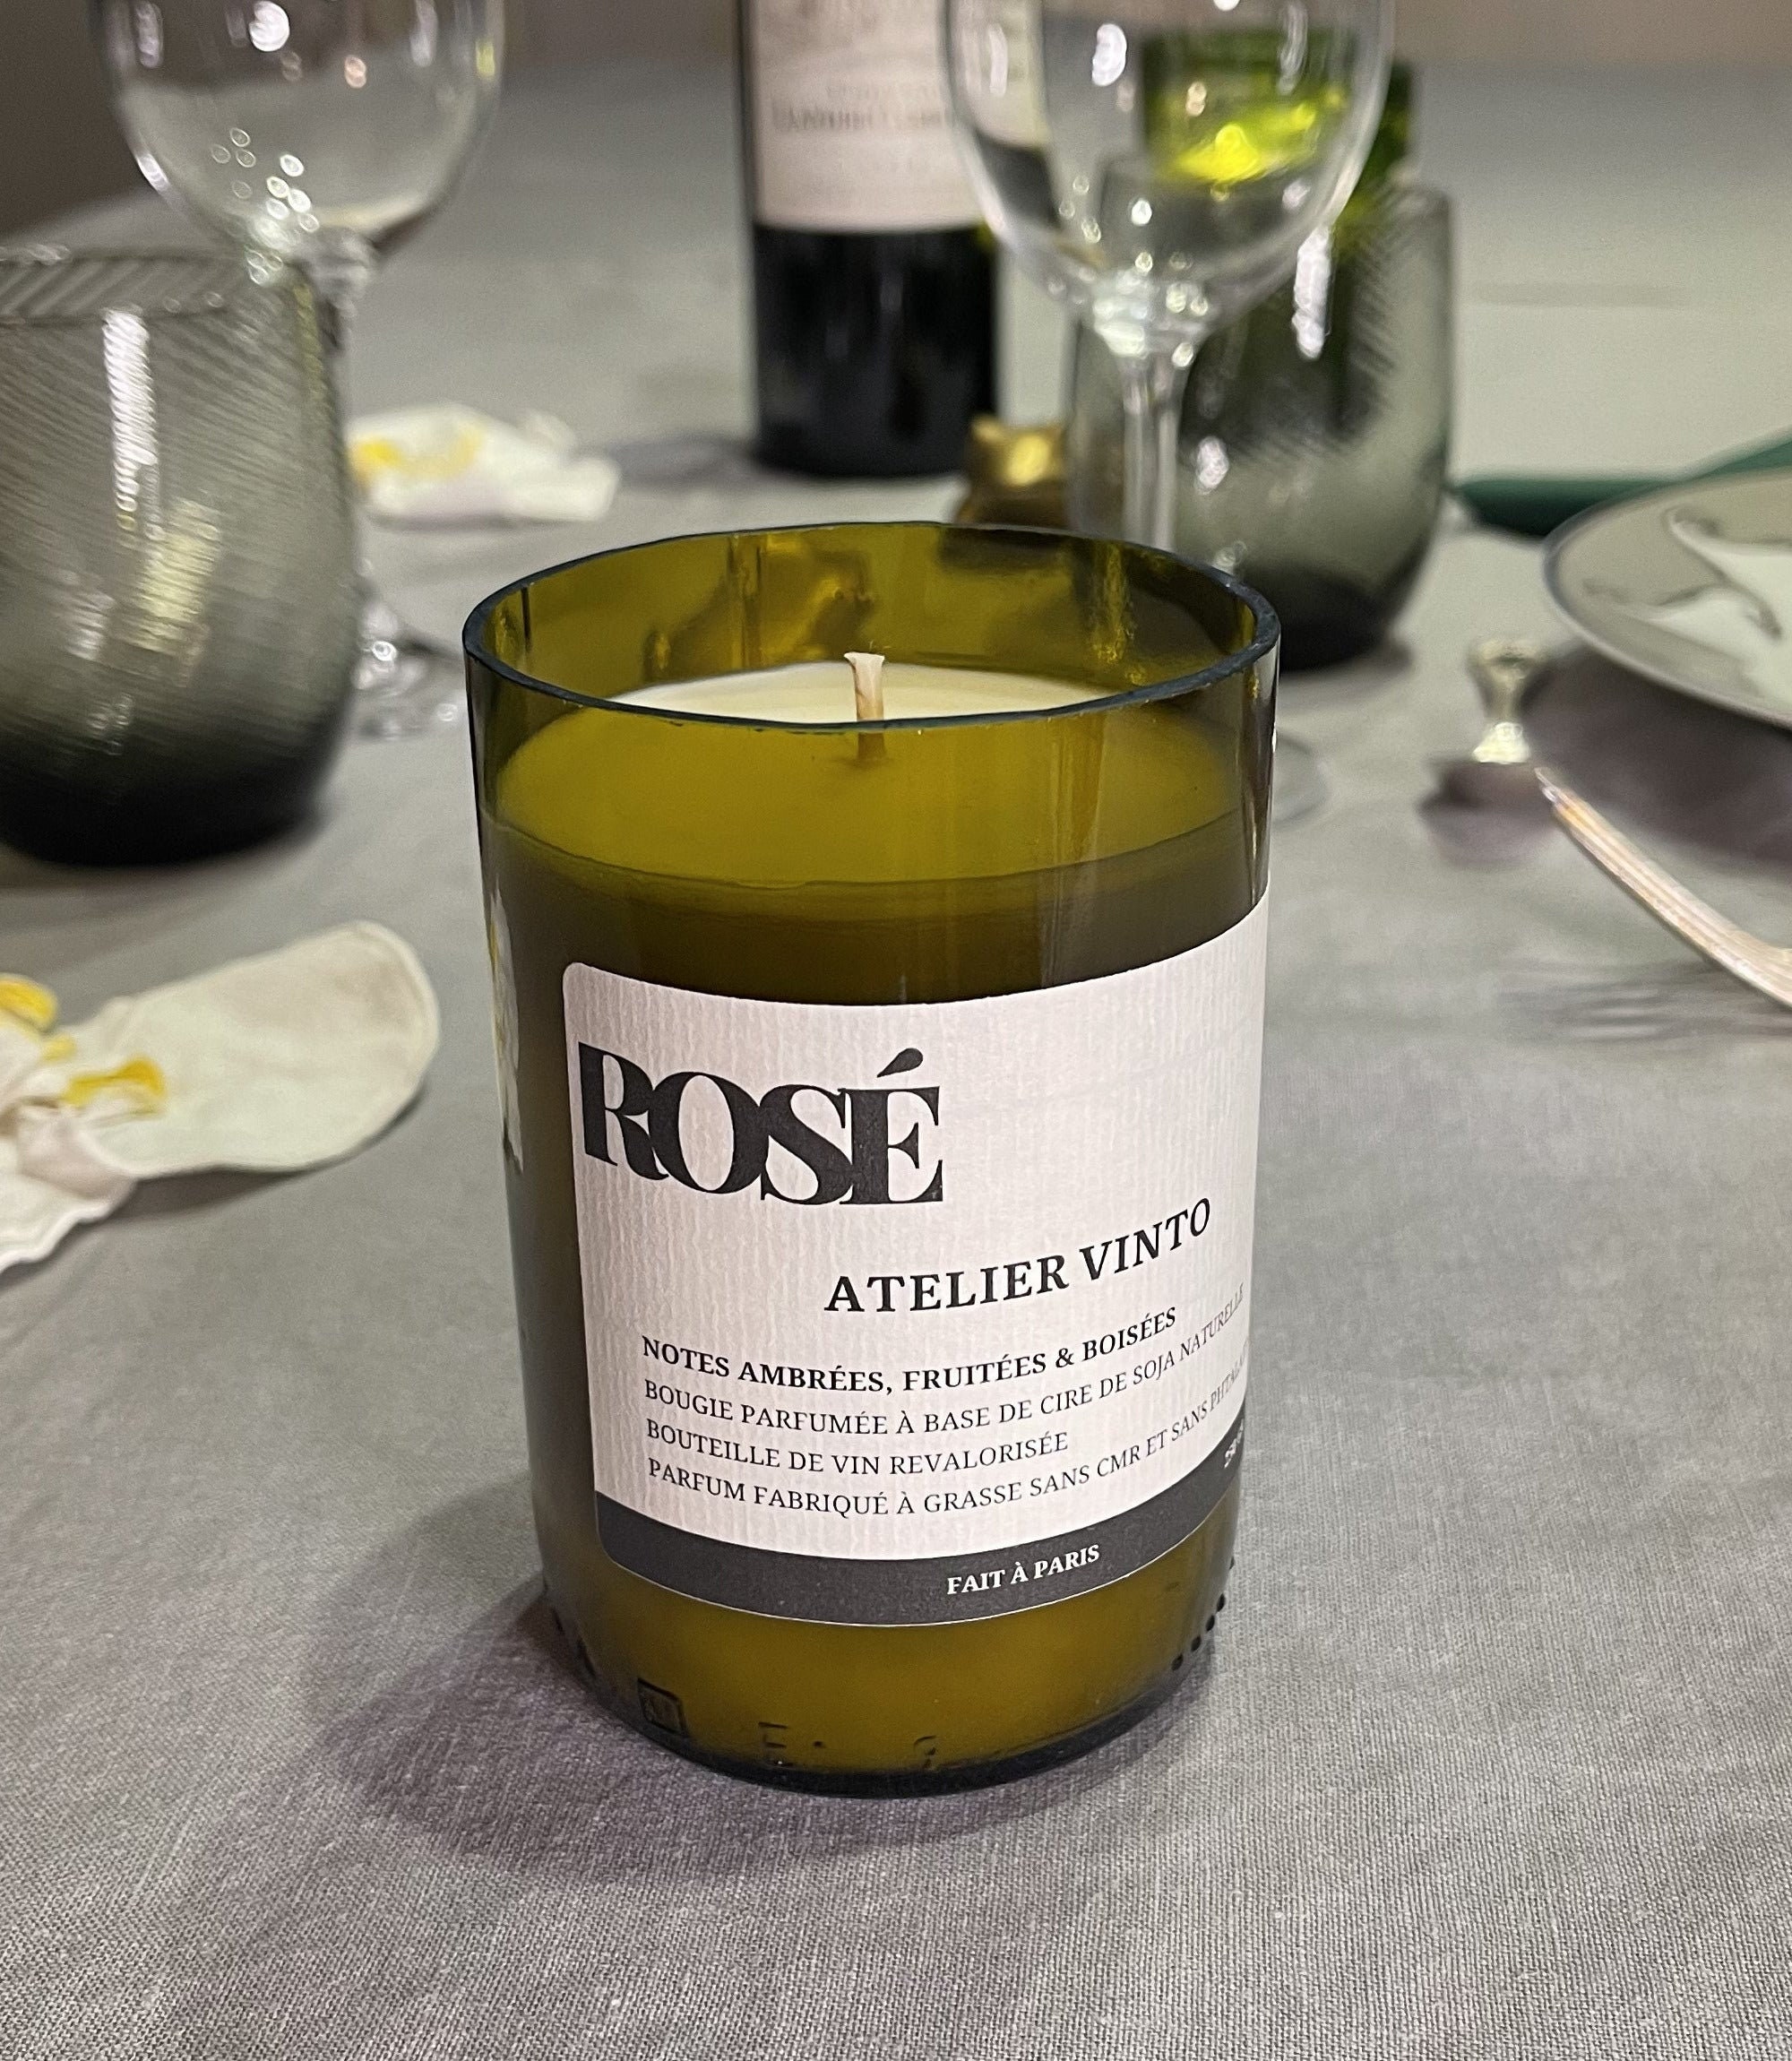 ROSÉ
ATELIER VINTO
NOTES AMBRÉES, FRUITÉES & BOISÉES
BOUGIE PARFUMÉE À BASE DE CIRE DE SOJA NATURELLE
BOUTEILLE DE VIN REVALORISÉE
PARFUM FABRIQUÉ À GRASSE SANS CMR ET SANS
FAIT À PARIS